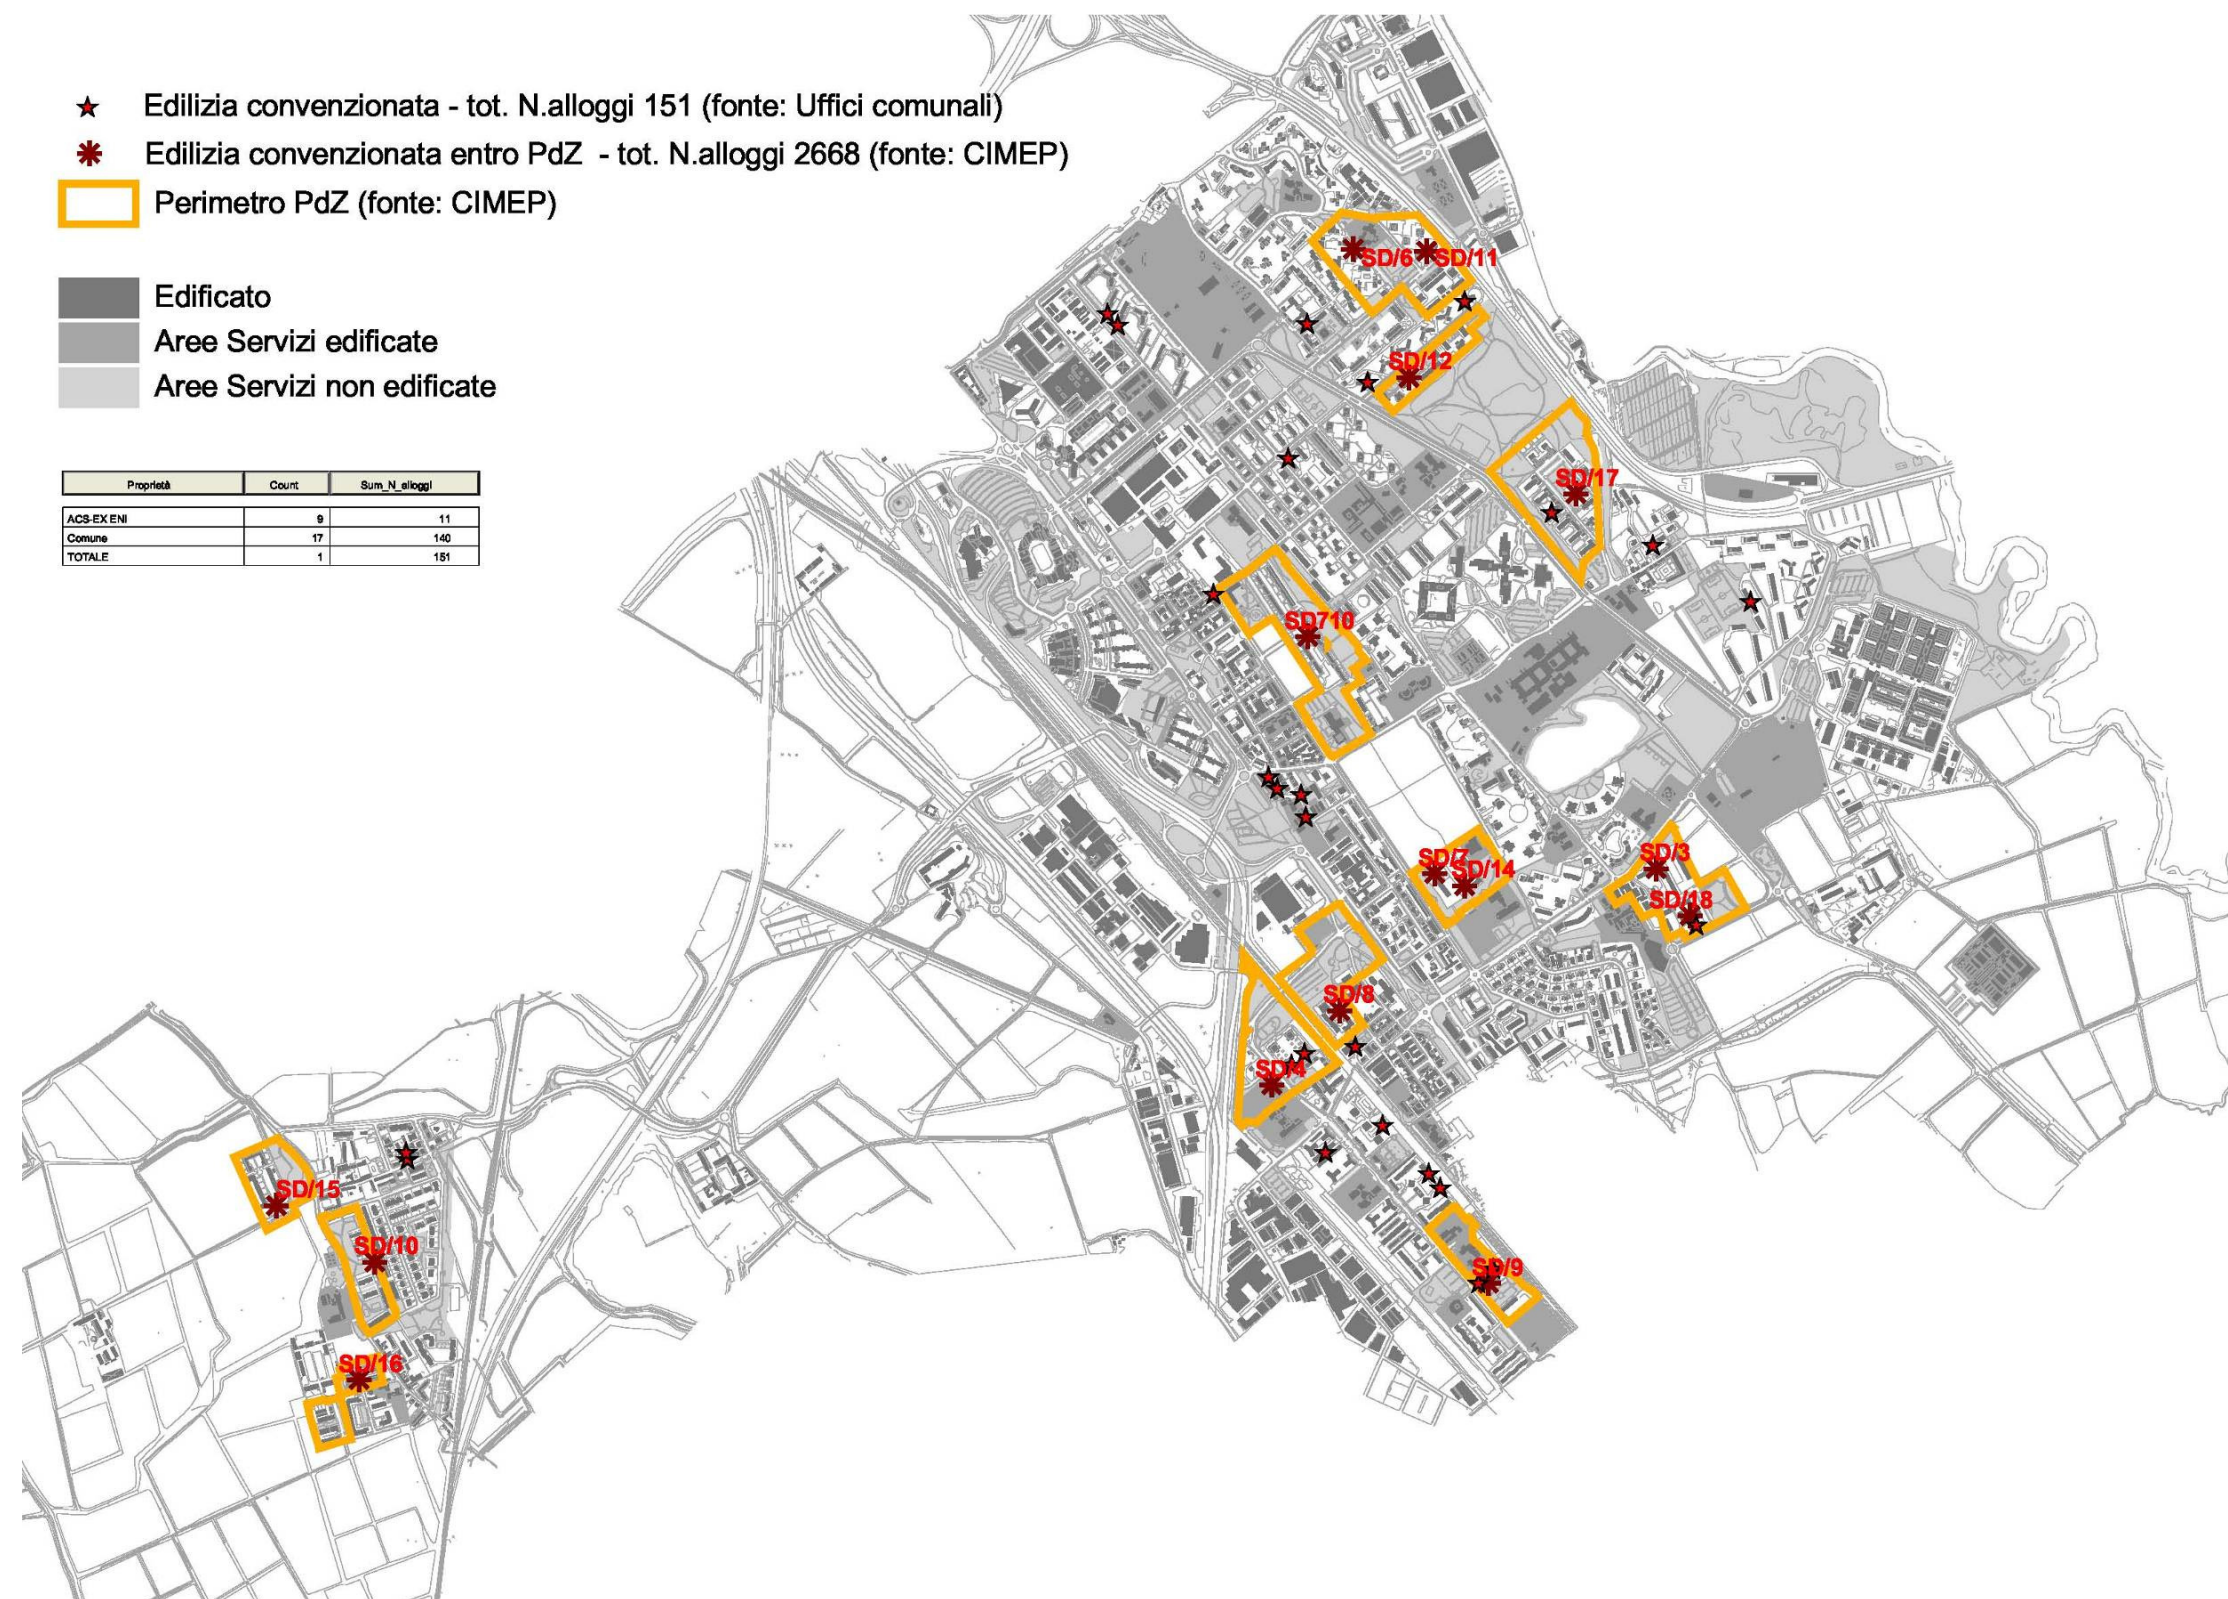 Edilizia convenzionata - tot. N.alloggi 151 (fonte: Uffici comunali)
Edilizia convenzionata entro PdZ - tot. N.alloggi 2668 (fonte: CIMEP)
Perimetro PdZ (fonte: CIMEP)
Edificato
Aree Servizi edificate
Aree Servizi non edificate
Proprietà Count Sum_N_alloggi
ACS-EX ENI 9 11
Comune 17 140
TOTALE 1 151
SD/6
SD/11
SD/12
SD/17
SD710
SD/7
SD/14
SD/3
SD/18
SD/8
SD/4
SD/15
SD/10
SD/9
SD/16